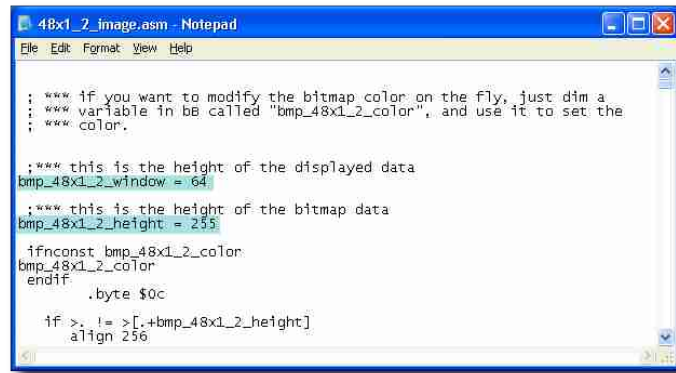 48x1_2_image.asm - Notepad
File Edit Format View Help
; *** if you want to modify the bitmap color on the fly, just dim a
; *** variable in bB called "bmp_48x1_2_color", and use it to set the
; *** color.
;*** this is the height of the displayed data
bmp_48x1_2_window = 64
;*** this is the height of the bitmap data
bmp_48x1_2_height = 255
ifnconst bmp_48x1_2_color
bmp_48x1_2_color
endif
.byte $0c
if >. != >[.+bmp_48x1_2_height]
align 256